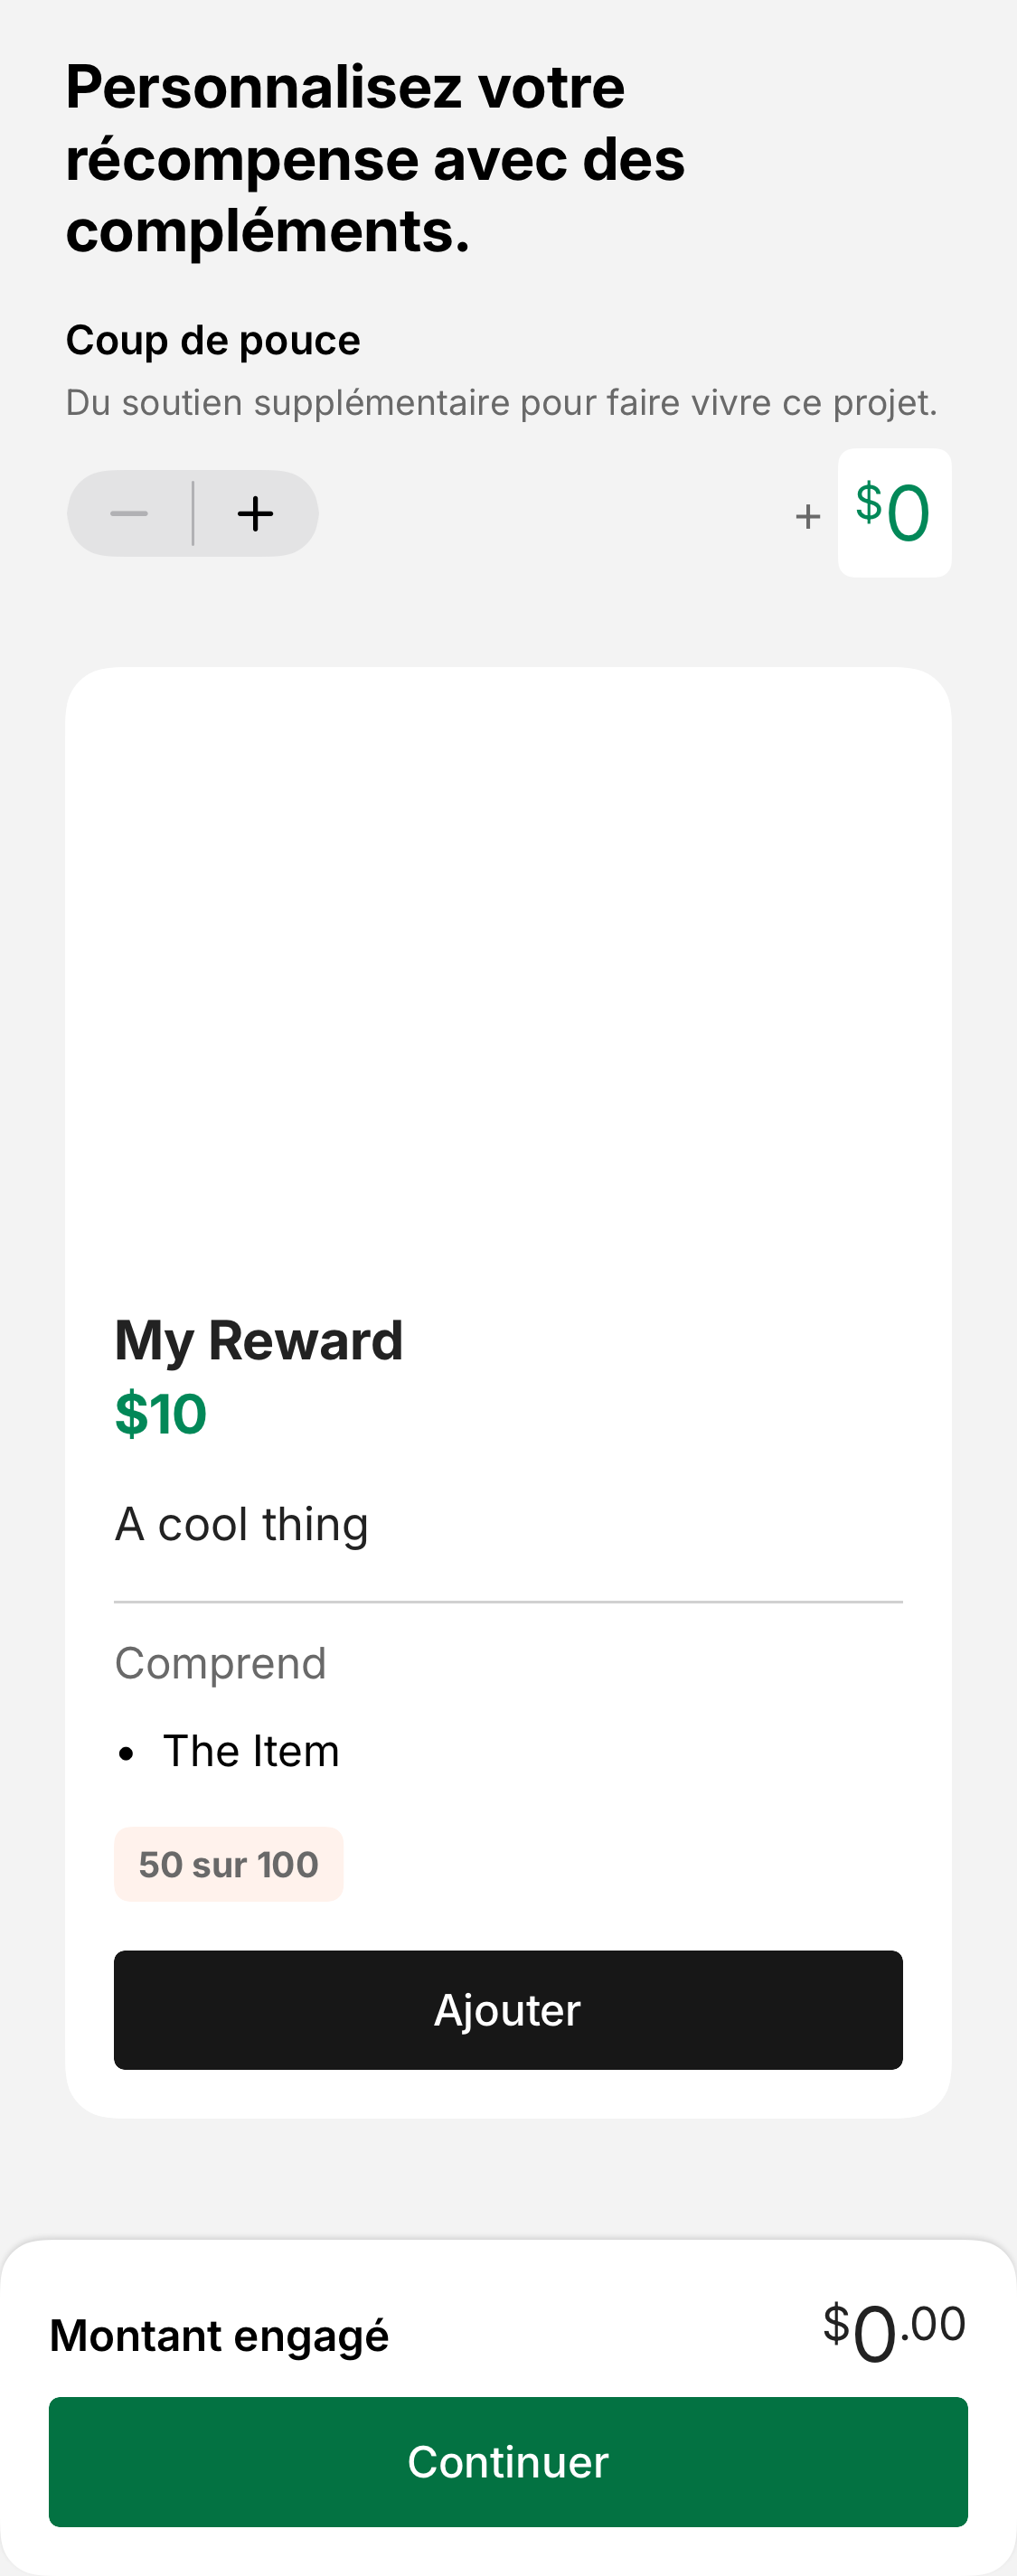 Personnalisez votre
récompense avec des
compléments.
Coup de pouce
Du soutien supplémentaire pour faire vivre ce projet.
+ $0
My Reward
$10
A cool thing
Comprend
• The Item
50 sur 100
Ajouter
Montant engagé $0.00
Continuer